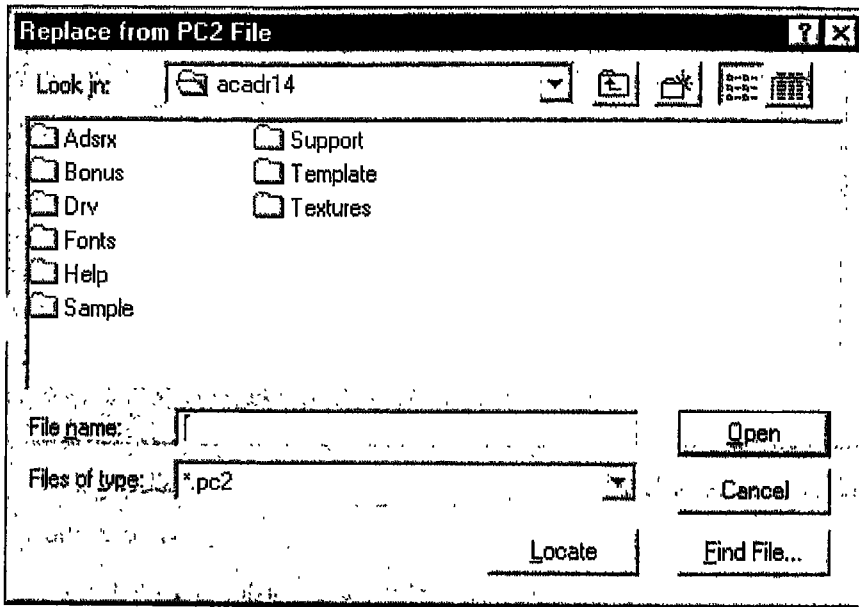 Replace from PC2 File
Look in: acadr14
Adsrx
Bonus
Drv
Fonts
Help
Sample
Support
Template
Textures
File name:
Open
Files of type: *.pc2
Cancel
Locate
Find File...